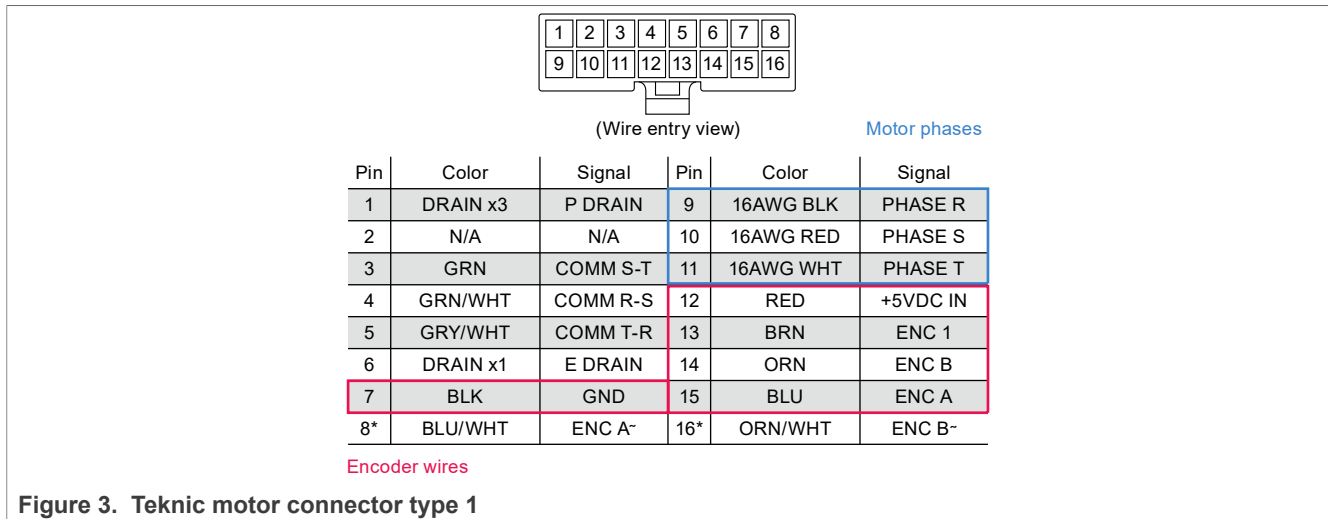 1 2 3 4 5 6 7 8
9 10 11 12 13 14 15 16
(Wire entry view) Motor phases
Pin Color Signal Pin Color Signal
1 DRAIN x3 P DRAIN 9 16AWG BLK PHASE R
2 N/A N/A 10 16AWG RED PHASE S
3 GRN COMM S-T 11 16AWG WHT PHASE T
4 GRN/WHT COMM R-S 12 RED +5VDC IN
5 GRY/WHT COMM T-R 13 BRN ENC 1
6 DRAIN x1 E DRAIN 14 ORN ENC B
7 BLK GND 15 BLU ENC A
8* BLU/WHT ENC A~ 16* ORN/WHT ENC B~
Encoder wires
Figure 3. Teknic motor connector type 1